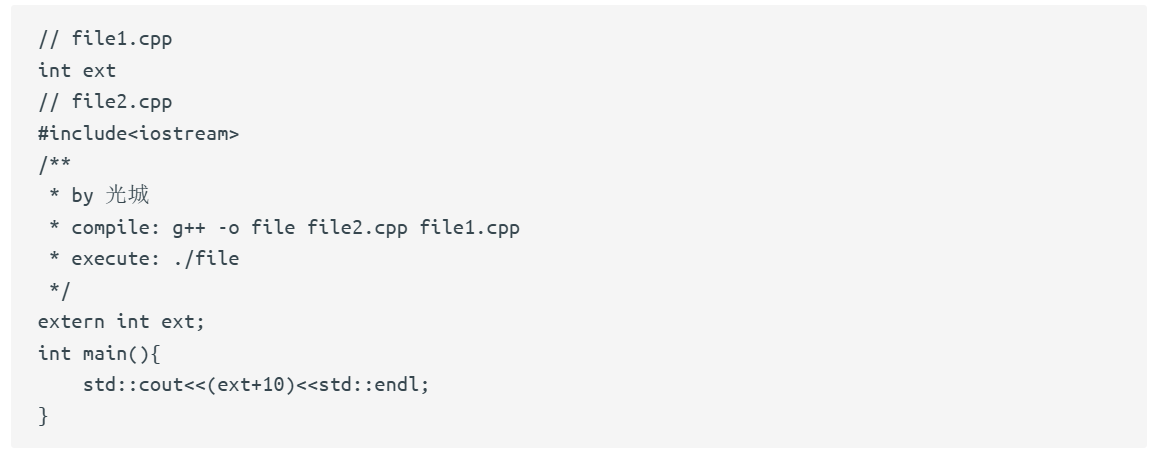 // file1.cpp
int ext
// file2.cpp
#include<iostream>
/**
 * by 光城
 * compile: g++ -o file file2.cpp file1.cpp
 * execute: ./file
 */
extern int ext;
int main(){
    std::cout<<(ext+10)<<std::endl;
}